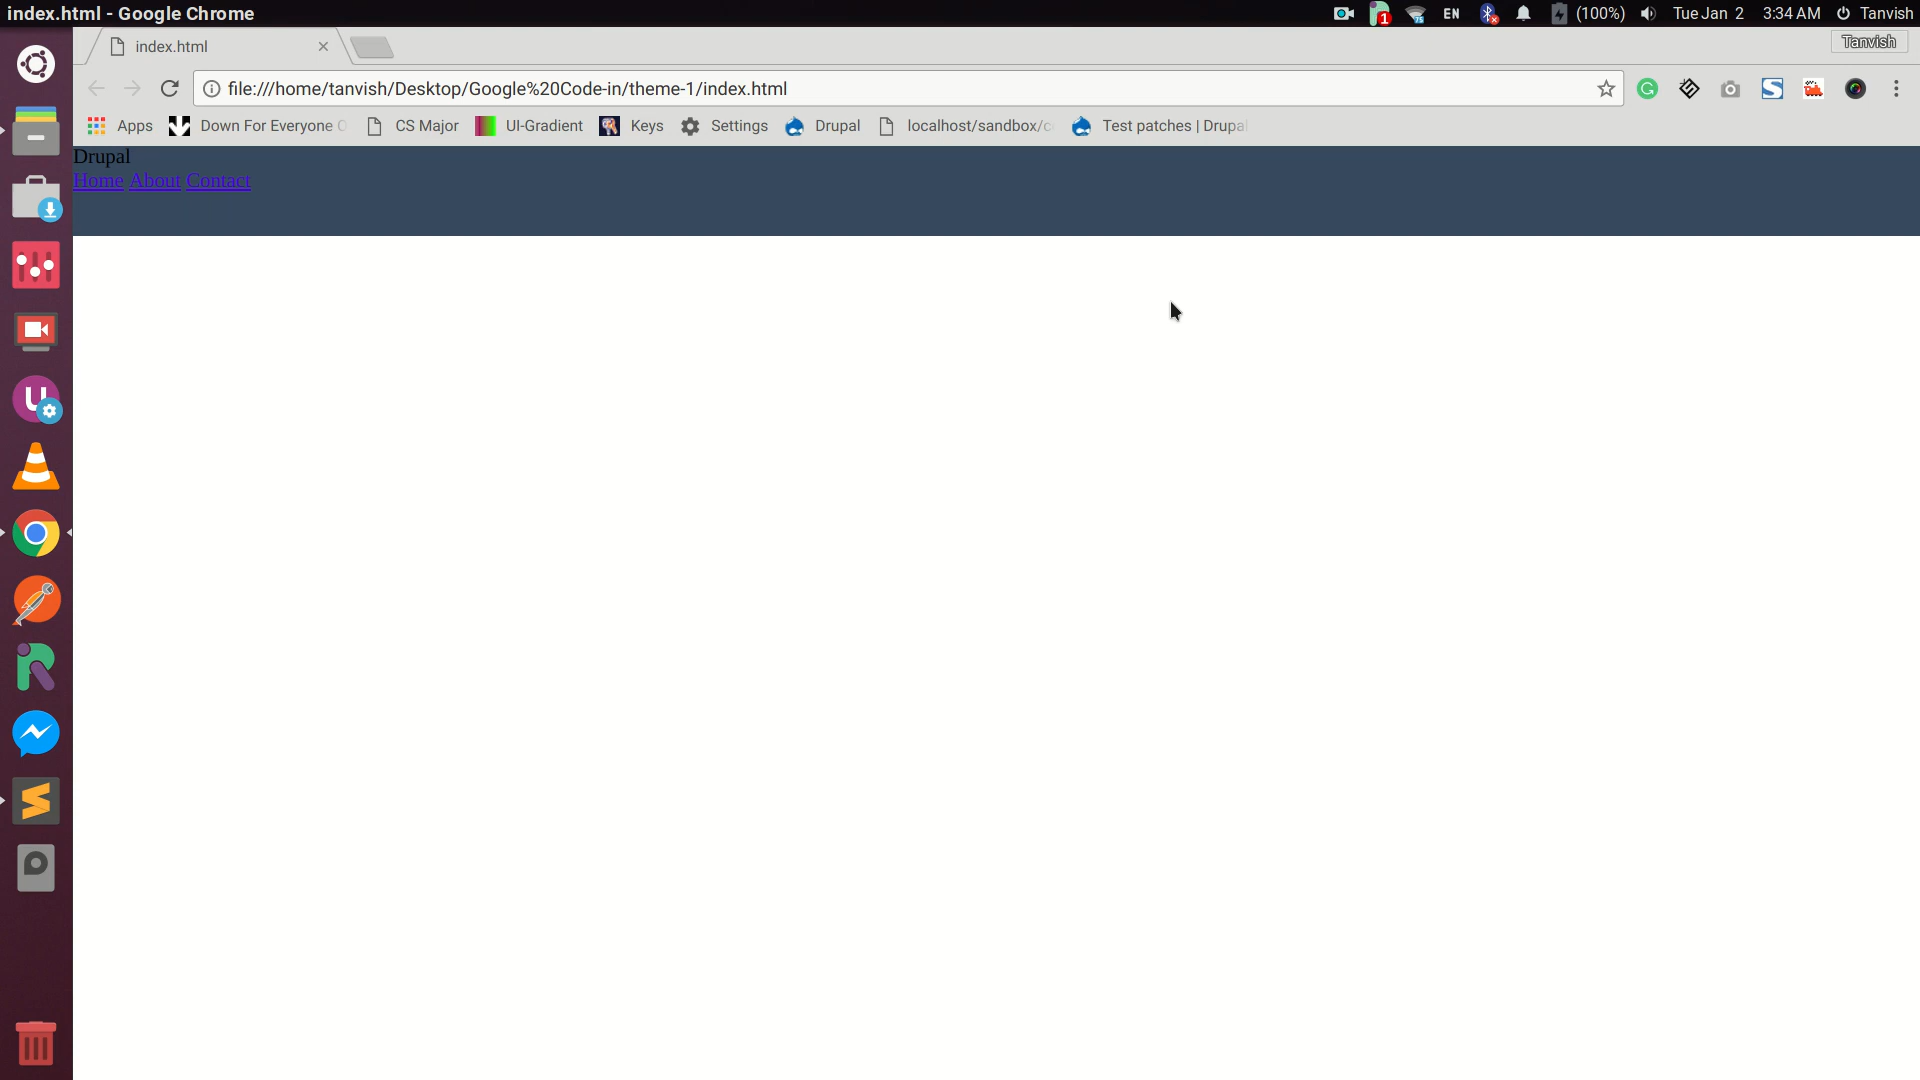 index.html - Google Chrome
1
75
EN
(100%)
Tue Jan 2 3:34 AM
Tanvish
index.html
Tanvish
file:///home/tanvish/Desktop/Google%20Code-in/theme-1/index.html
Apps
Down For Everyone O
CS Major
UI-Gradient
Keys
Settings
Drupal
localhost/sandbox/c
Test patches | Drupal
Drupal
Home About Contact